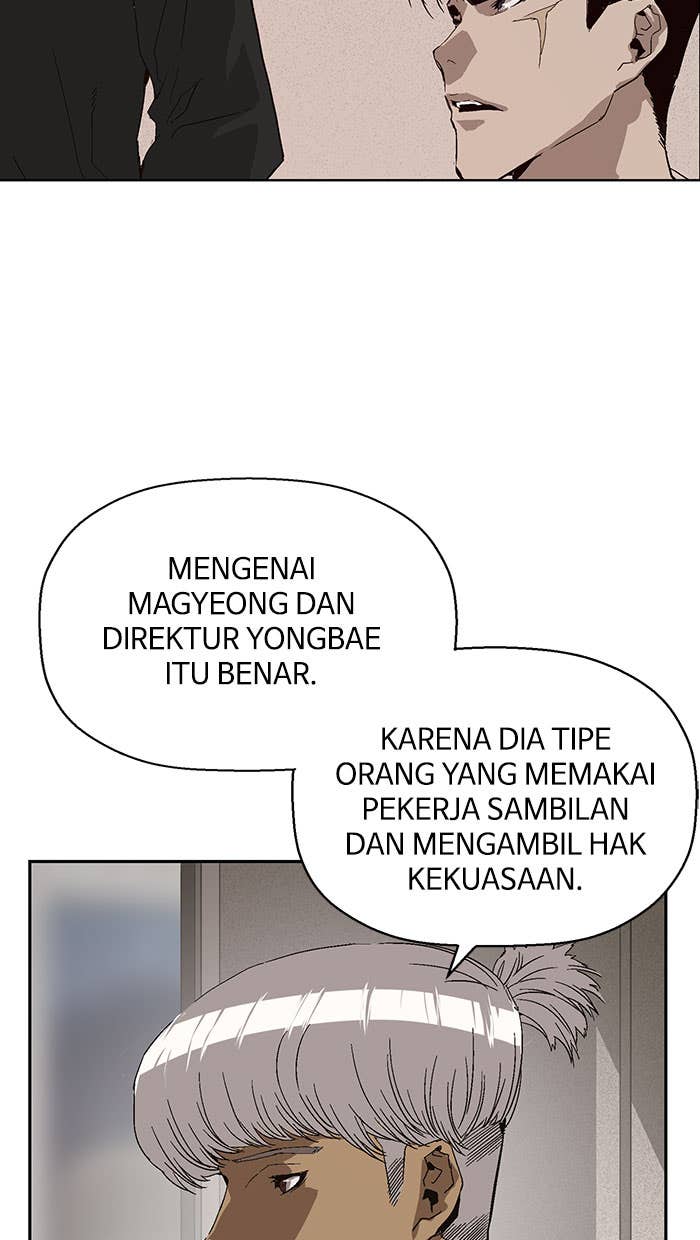 MENGENAI
MAGYEONG DAN
DIREKTUR YONGBAE
ITU BENAR.
KARENA DIA TIPE
ORANG YANG MEMAKAI
PEKERJA SAMBILAN
DAN MENGAMBIL HAK
KEKUASAAN.